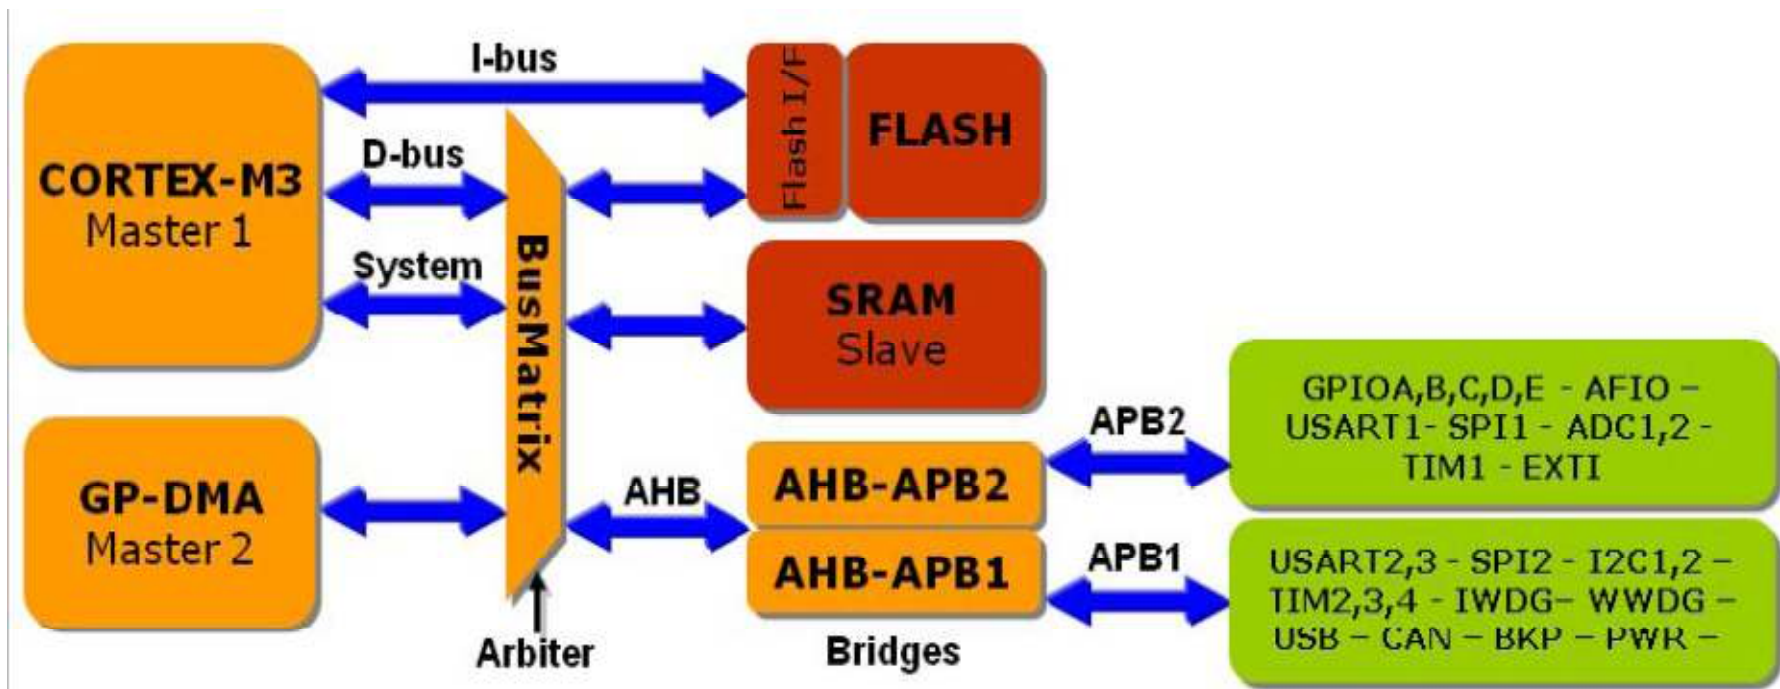 I-bus
CORTEX-M3
Master 1
D-bus
System
GP-DMA
Master 2
BusMatrix
Arbiter
Flash I/F
FLASH
SRAM
Slave
AHB
AHB-APB2
AHB-APB1
Bridges
APB2
GPIOA,B,C,D,E - AFIO –
USART1- SPI1 - ADC1,2 -
TIM1 - EXTI
APB1
USART2,3 - SPI2 - I2C1,2 –
TIM2,3,4 - IWDG– WWDG –
USB – CAN – BKP – PWR –